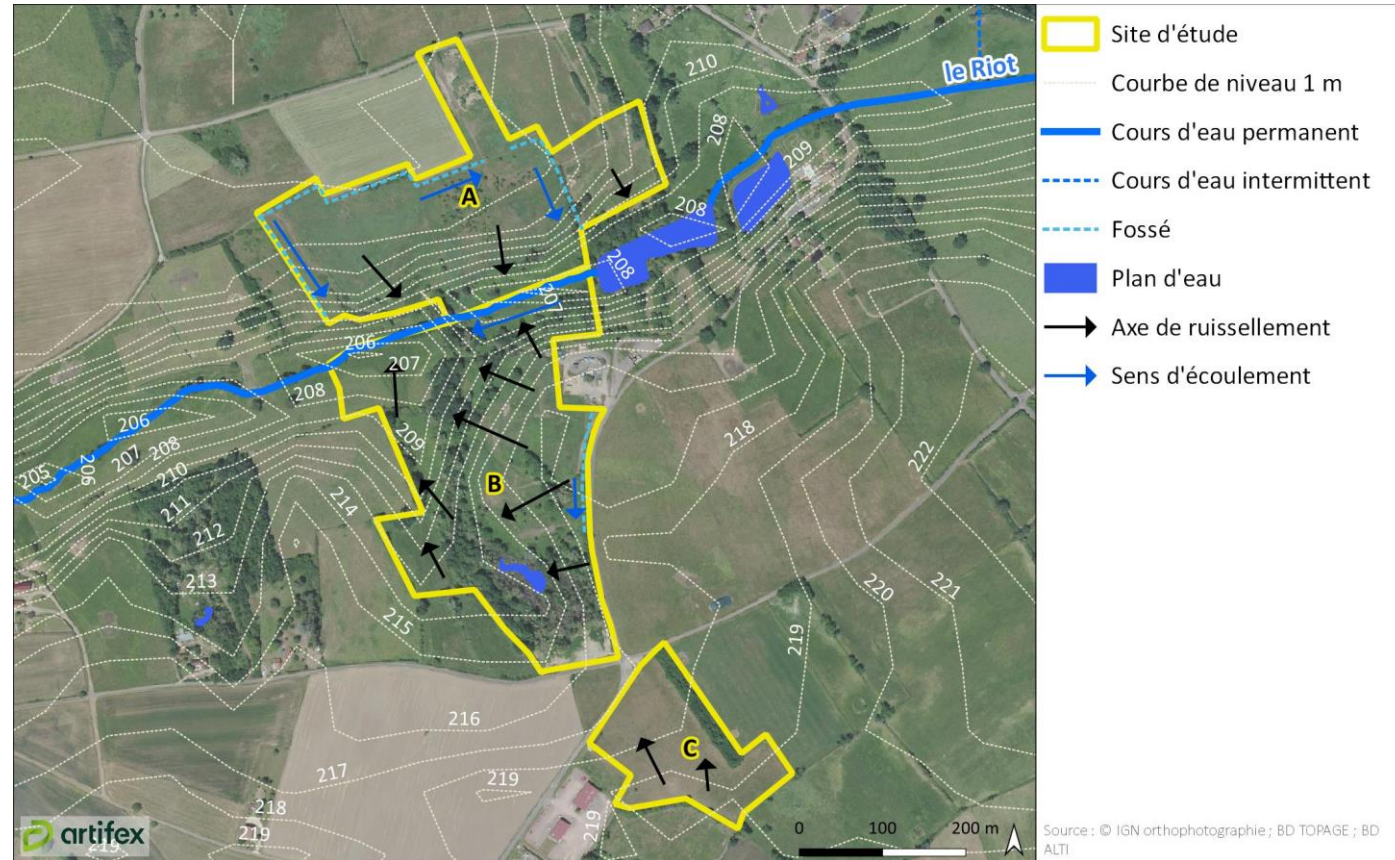 210
le Riot
208
209
A
208
208
207
206
207
208
206
205
206
207
208
209
210
211
212
213
214
215
B
218
222
220
221
219
216
217
219
218
219
219
219
C
0 100 200 m
artifex
Site d'étude
Courbe de niveau 1 m
Cours d'eau permanent
Cours d'eau intermittent
Fossé
Plan d'eau
Axe de ruissellement
Sens d'écoulement
Source : © IGN orthophotographie ; BD TOPAGE ; BD
ALTI